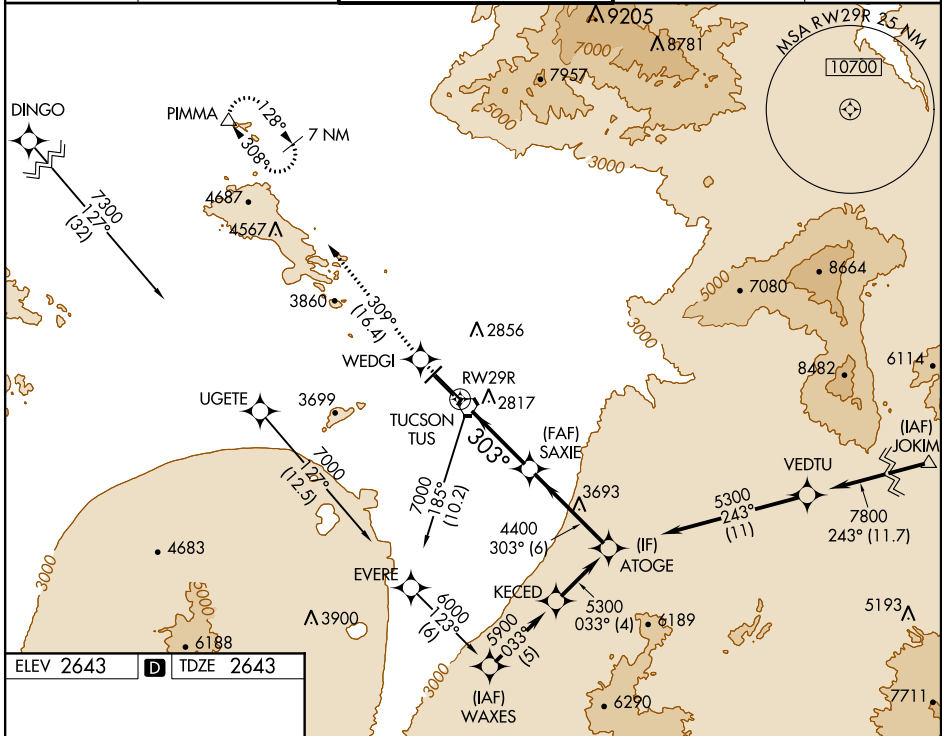 9205
8781
7000
7957
5000
3000
MSA RW29R 25 NM
10700
DINGO
PIMMA
128°
308°
7 NM
7300
127°
(32)
4687
4567
3860
309°
(16.4)
2856
WEDGI
RW29R
2817
TUCSON
TUS
UGETE
3699
7000
127°
(12.5)
303°
(FAF)
SAXIE
7000
185°
(10.2)
3693
4400
303° (6)
(IF)
ATOGE
5000
7080
8664
3000
8482
6114
(IAF)
JOKIM
VEDTU
5300
243°
(11)
7800
243° (11.7)
4683
3000
5000
6188
3900
EVERE
6000
123°
(6)
KECED
5300
033° (4)
5900
033°
(5)
6189
5193
3000
(IAF)
WAXES
6290
7711
ELEV 2643
D
TDZE 2643